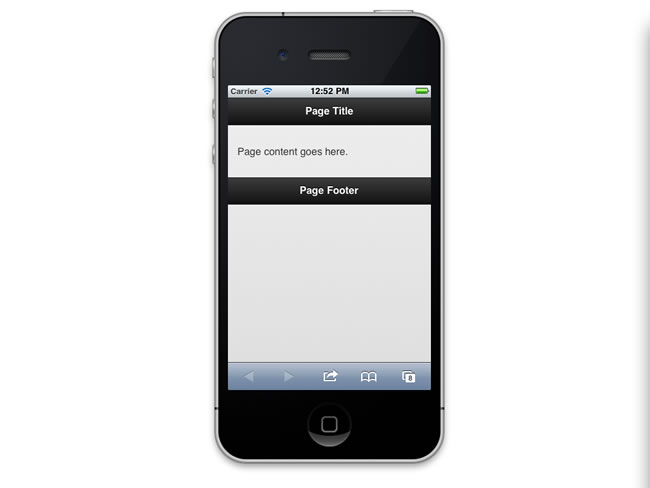 Carrier 12:52 PM
Page Title
Page content goes here.
Page Footer
8